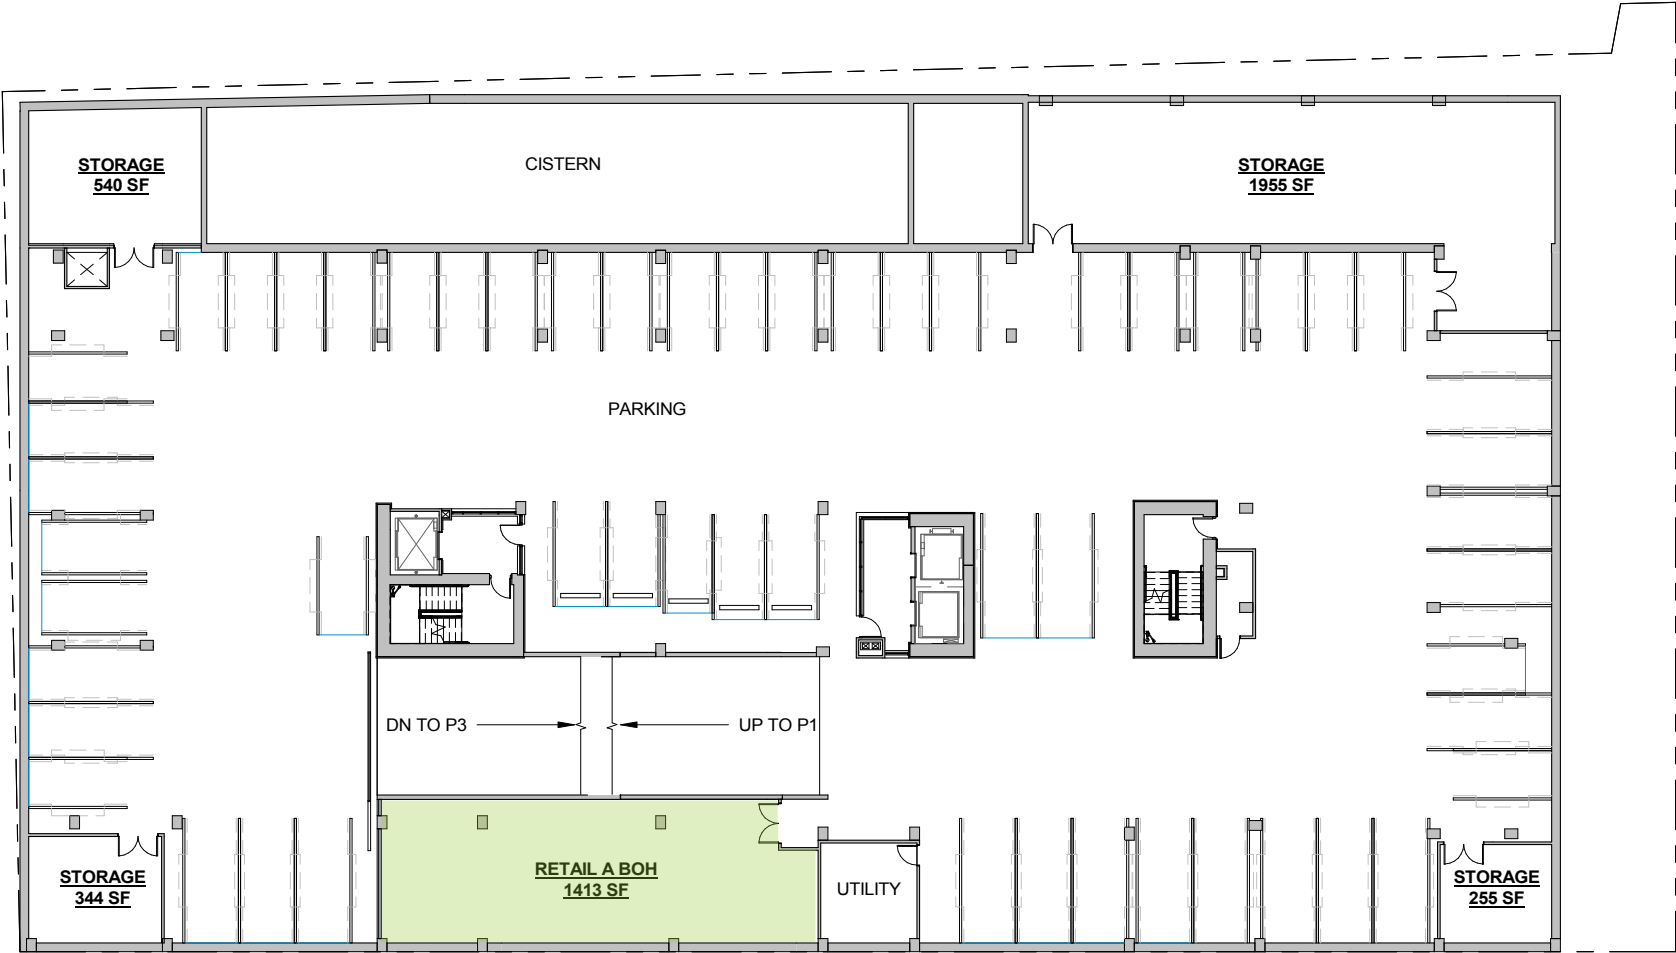 STORAGE
540 SF
CISTERN
STORAGE
1955 SF
PARKING
DN TO P3
UP TO P1
RETAIL A BOH
1413 SF
STORAGE
344 SF
UTILITY
STORAGE
255 SF